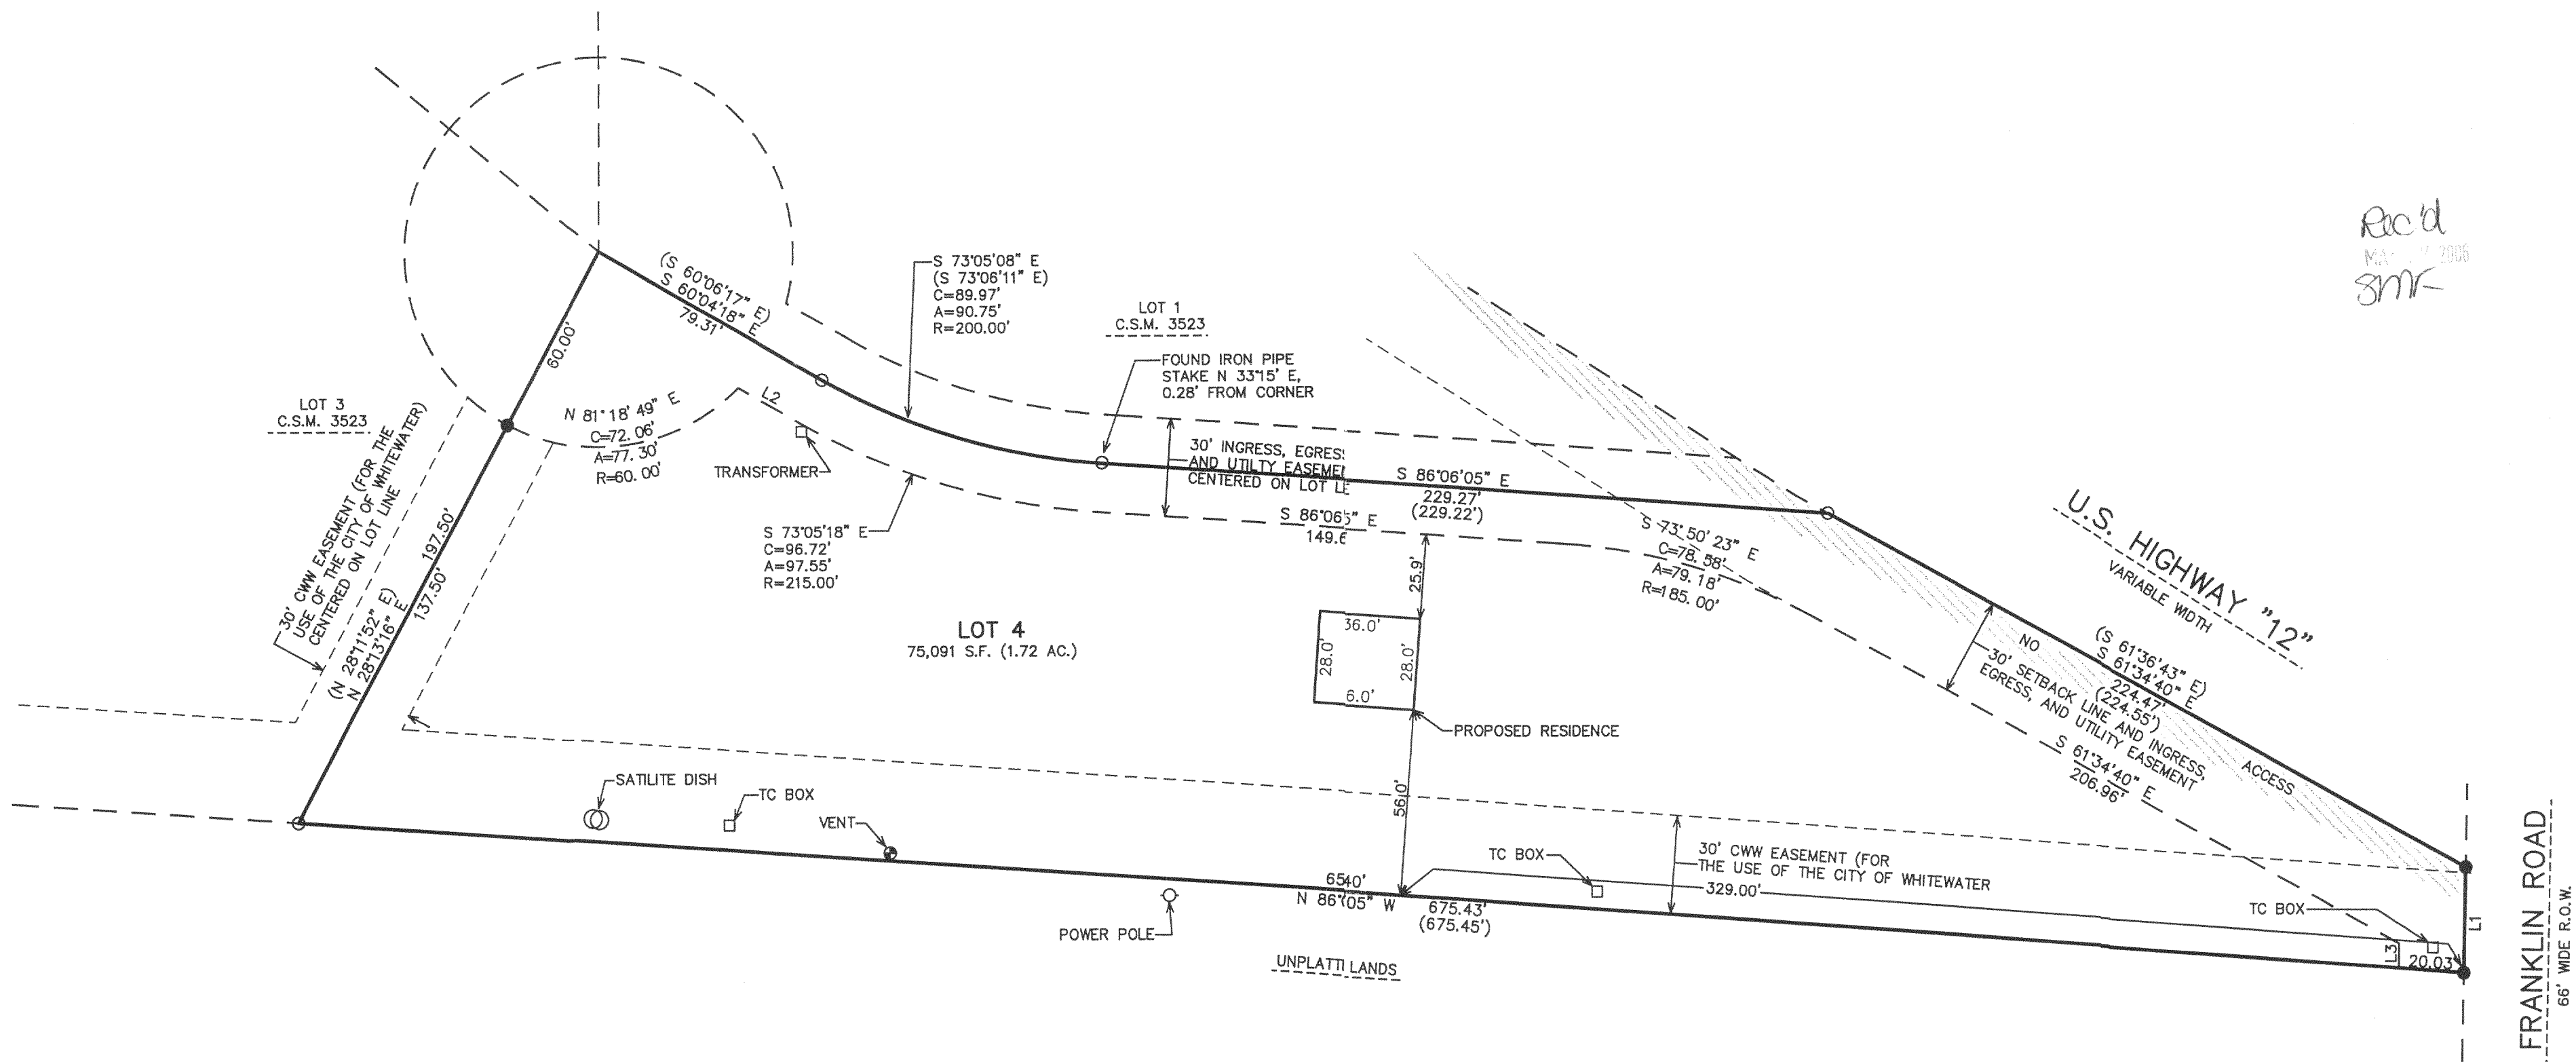 Rec'd
2006
SMF
(S 60°06'17" E)
S 60°04'18" E
79.31'
S 73°05'08" E
(S 73°06'11" E)
C=89.97'
A=90.75'
R=200.00'
LOT 1
C.S.M. 3523
FOUND IRON PIPE
STAKE N 33°15' E,
0.28' FROM CORNER
60.00'
LOT 3
C.S.M. 3523
N 81°18'49" E
C=72.06'
A=77.30'
R=60.00'
L2
TRANSFORMER
30' INGRESS, EGRES
AND UTILTY EASEME
CENTERED ON LOT L
S 86°06'05" E
229.27'
(229.22')
S 73°05'18" E
C=96.72'
A=97.55'
R=215.00'
S 86°06 5" E
149.6
S 73°50'23" E
C=78.58'
A=79.18'
R=185.00'
U.S. HIGHWAY "12"
VARIABLE WIDTH
30' CWW EASEMENT (FOR THE
USE OF THE CITY OF WHITEWATER)
CENTERED ON LOT LINE
197.50'
137.50'
(N 28°11'52" E)
N 28°13'16" E
25.9'
36.0'
28.0'
28.0'
6.0'
LOT 4
75,091 S.F. (1.72 AC.)
PROPOSED RESIDENCE
NO
ACCESS
30' SETBACK LINE AND INGRESS,
EGRESS, AND UTILITY EASEMENT
(S 61°36'43" E)
S 61°34'40" E
224.47'
(224.55')
S 61°34'40" E
206.96'
SATILITE DISH
TC BOX
VENT
56.0'
30' CWW EASEMENT (FOR
THE USE OF THE CITY OF WHITEWATER
TC BOX
329.00'
TC BOX
L1
L3
20.03'
POWER POLE
N 86° 05" W
675.43'
(675.45')
UNPLATT LANDS
FRANKLIN ROAD
66' WIDE R.O.W.